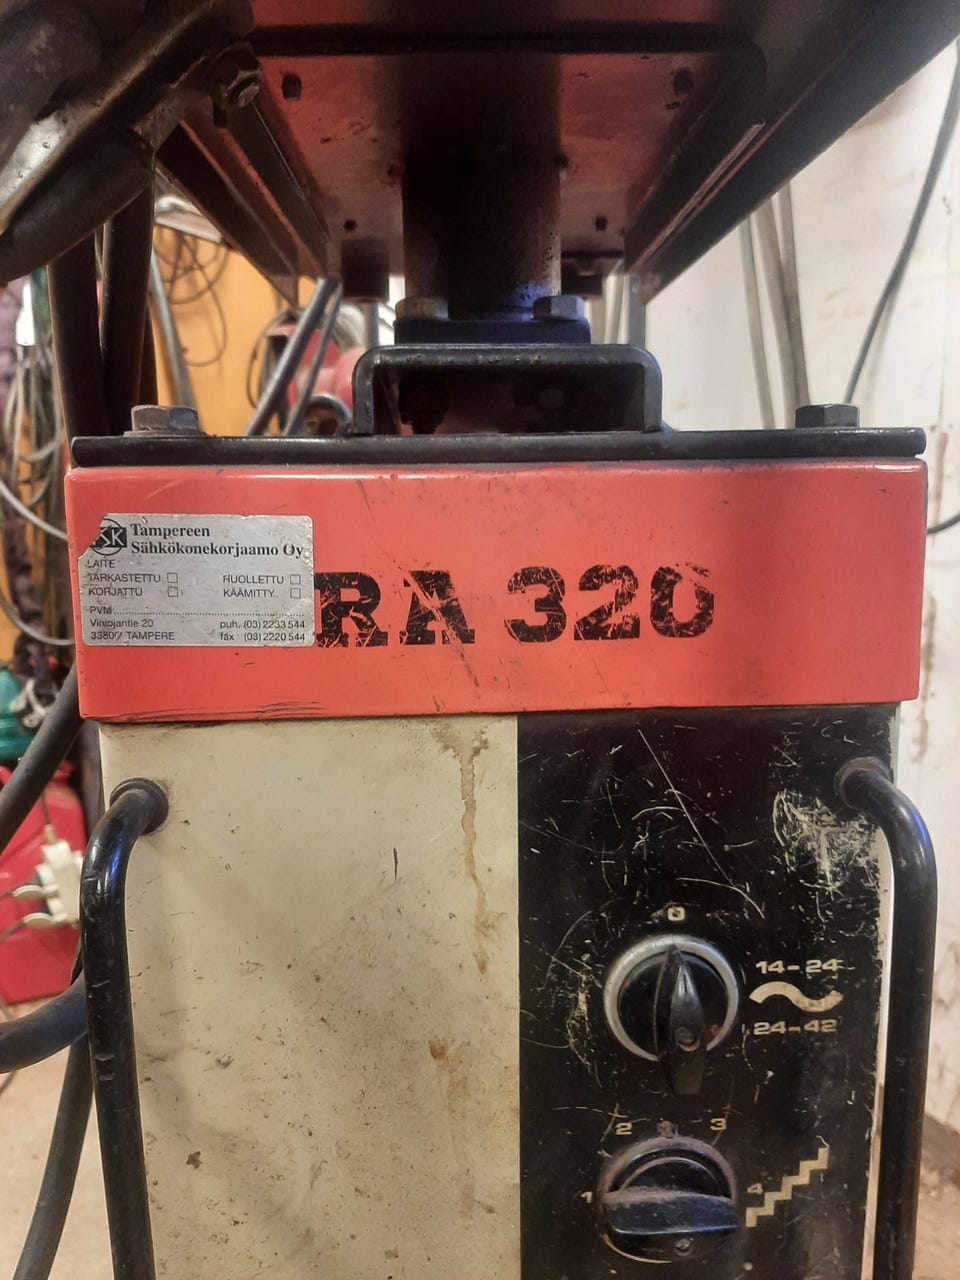 SK Tampereen
Sähkökonekorjaamo Oy
LAITE
TARKASTETTU HUOLLETTU
KORJATTU KÄÄMITTY
PVM
Vihiojantie 20 puh. (03) 2233 544
33800 TAMPERE fax (03) 2220 544
RA 320
0
14-24
24-42
2 3
1 4